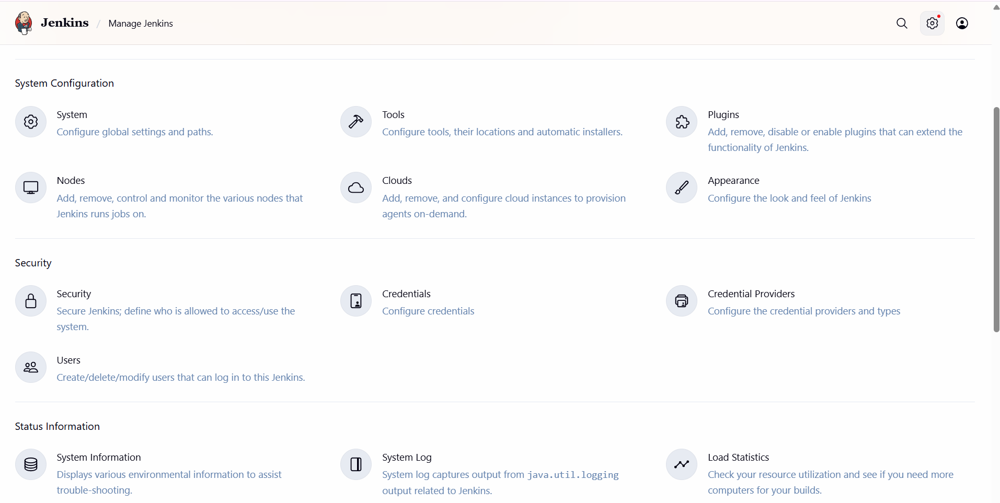 Jenkins / Manage Jenkins
System Configuration
System
Configure global settings and paths.
Tools
Configure tools, their locations and automatic installers.
Plugins
Add, remove, disable or enable plugins that can extend the
functionality of Jenkins.
Nodes
Add, remove, control and monitor the various nodes that
Jenkins runs jobs on.
Clouds
Add, remove, and configure cloud instances to provision
agents on-demand.
Appearance
Configure the look and feel of Jenkins
Security
Security
Secure Jenkins; define who is allowed to access/use the
system.
Credentials
Configure credentials
Credential Providers
Configure the credential providers and types
Users
Create/delete/modify users that can log in to this Jenkins.
Status Information
System Information
Displays various environmental information to assist
trouble-shooting.
System Log
System log captures output from java.util.logging
output related to Jenkins.
Load Statistics
Check your resource utilization and see if you need more
computers for your builds.